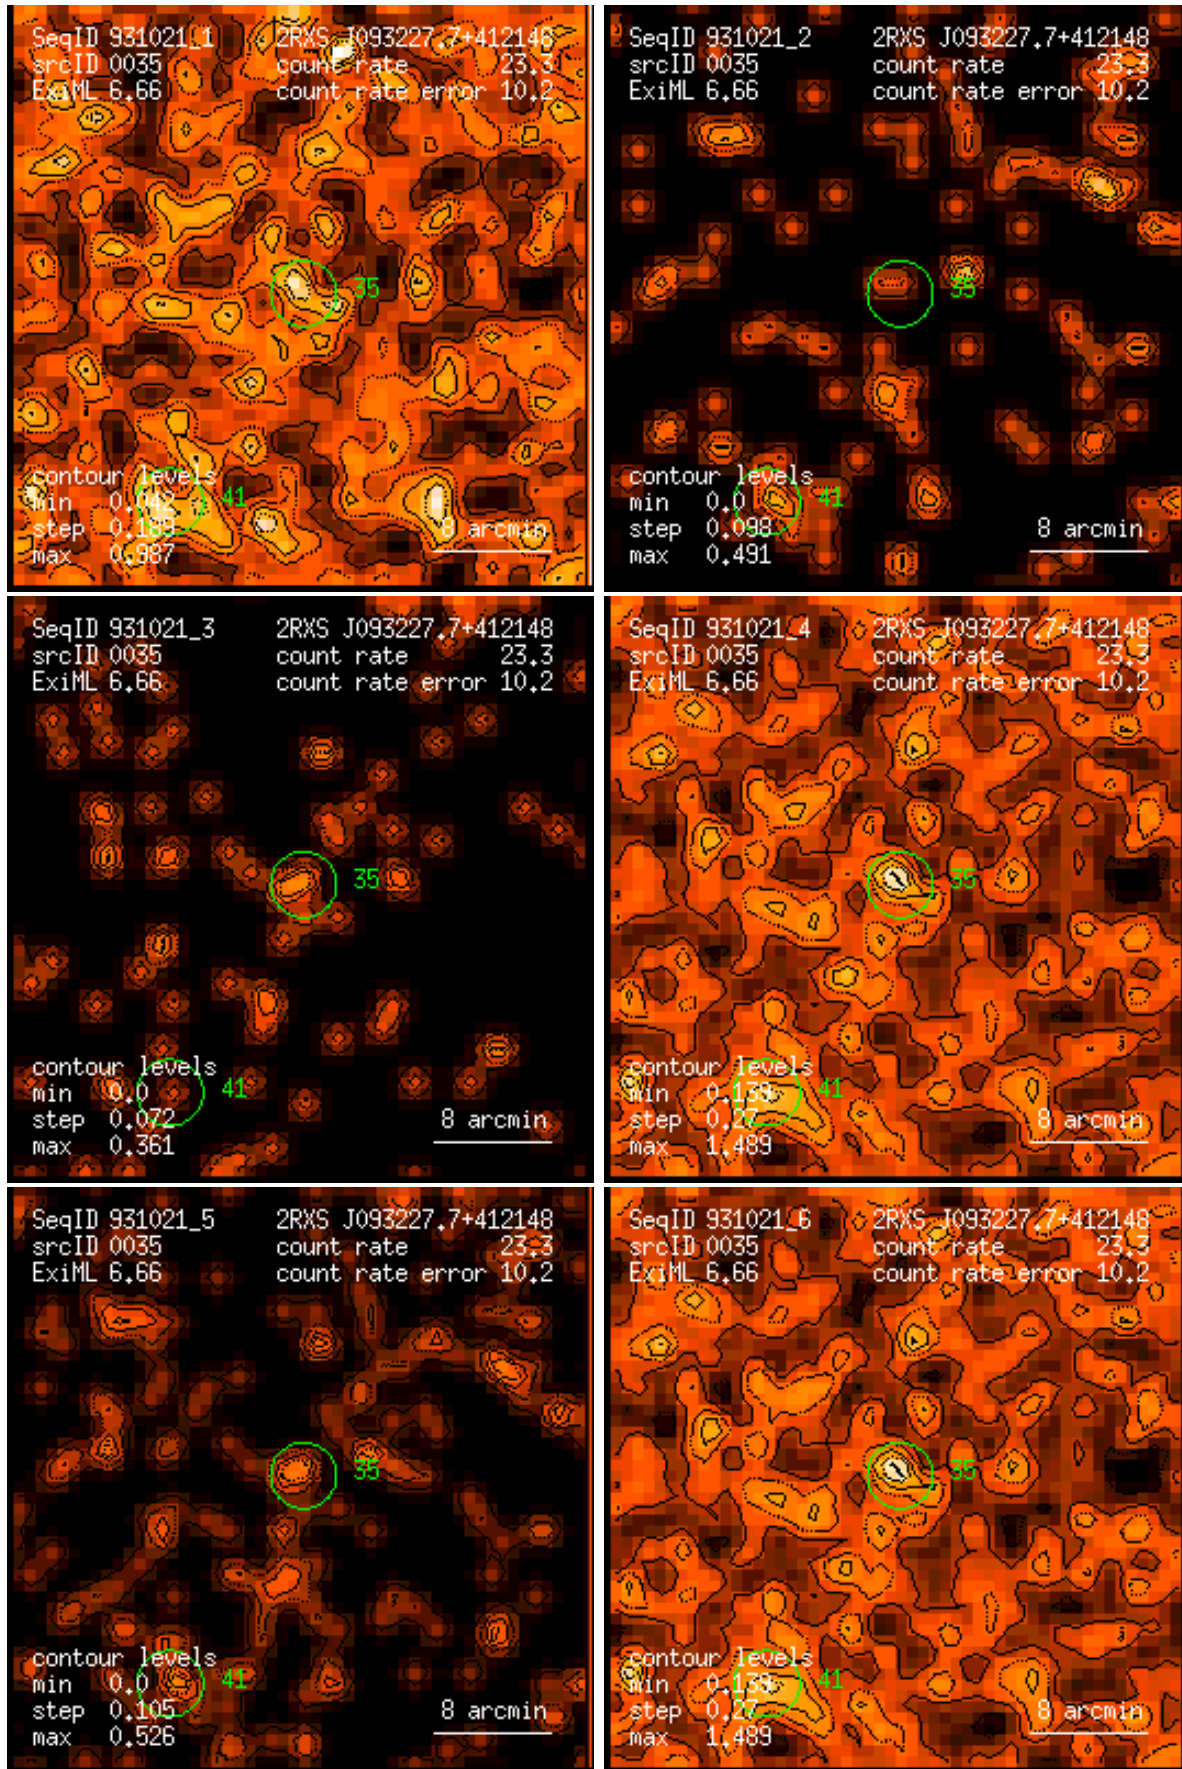 SeqID 931021_1 2RXS J093227.7+412148
srcID 0035 count rate 23.3
ExiML 6.66 count rate error 10.2
35
contour levels
min 0.042 41
step 0.189 8 arcmin
max 0.987
SeqID 931021_2 2RXS J093227.7+412148
srcID 0035 count rate 23.3
ExiML 6.66 count rate error 10.2
35
contour levels
min 0.0 41
step 0.098 8 arcmin
max 0.491
SeqID 931021_3 2RXS J093227.7+412148
srcID 0035 count rate 23.3
ExiML 6.66 count rate error 10.2
35
contour levels
min 0.0 41
step 0.072 8 arcmin
max 0.361
SeqID 931021_4 2RXS J093227.7+412148
srcID 0035 count rate 23.3
ExiML 6.66 count rate error 10.2
35
contour levels
min 0.139 41
step 0.27 8 arcmin
max 1.489
SeqID 931021_5 2RXS J093227.7+412148
srcID 0035 count rate 23.3
ExiML 6.66 count rate error 10.2
35
contour levels
min 0.0 41
step 0.105 8 arcmin
max 0.526
SeqID 931021_6 2RXS J093227.7+412148
srcID 0035 count rate 23.3
ExiML 6.66 count rate error 10.2
35
contour levels
min 0.139 41
step 0.27 8 arcmin
max 1.489